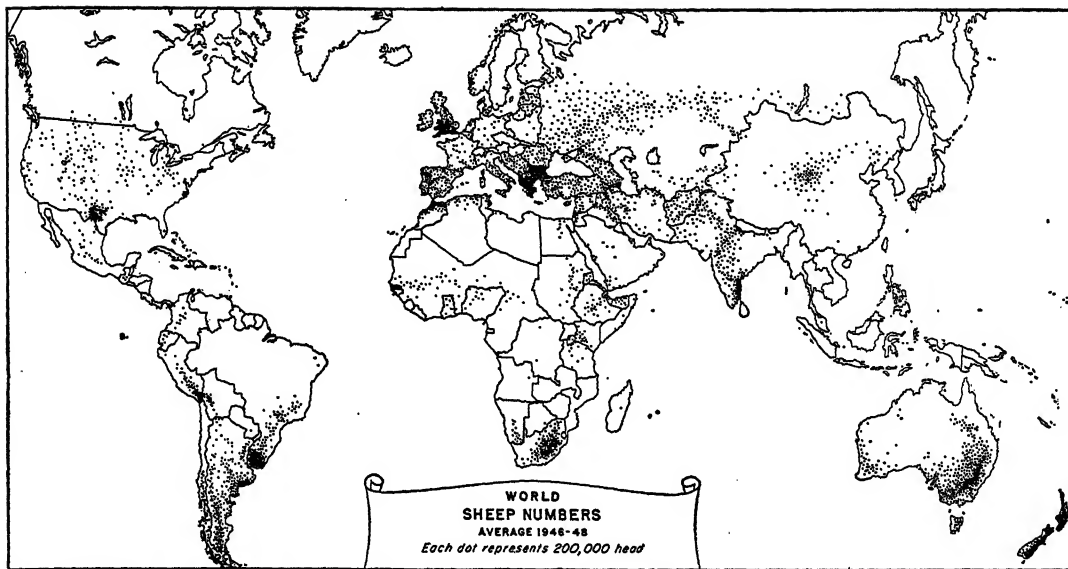 WORLD
SHEEP NUMBERS
AVERAGE 1946-48
Each dot represents 200,000 head